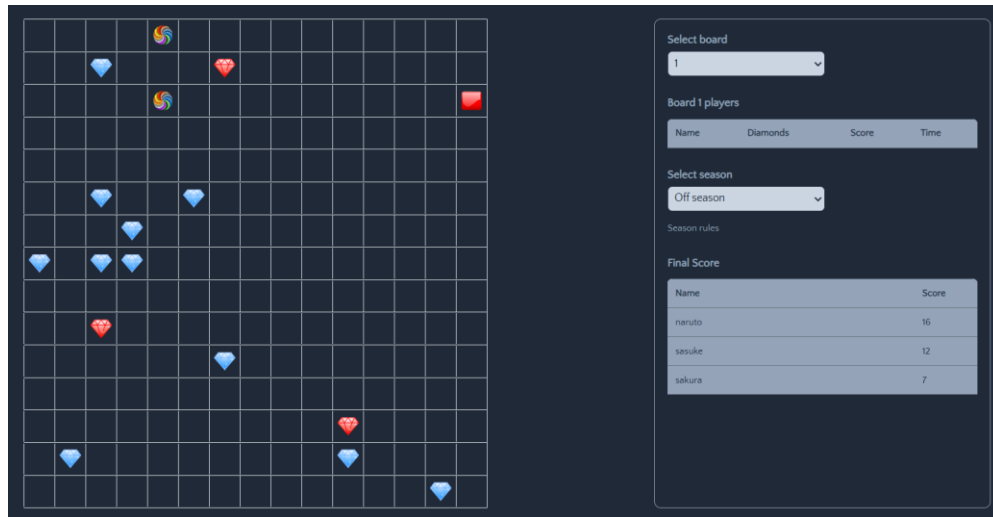 Select board
1
Board 1 players
Name Diamonds Score Time
Select season
Off season
Season rules
Final Score
Name Score
naruto 16
sasuke 12
sakura 7